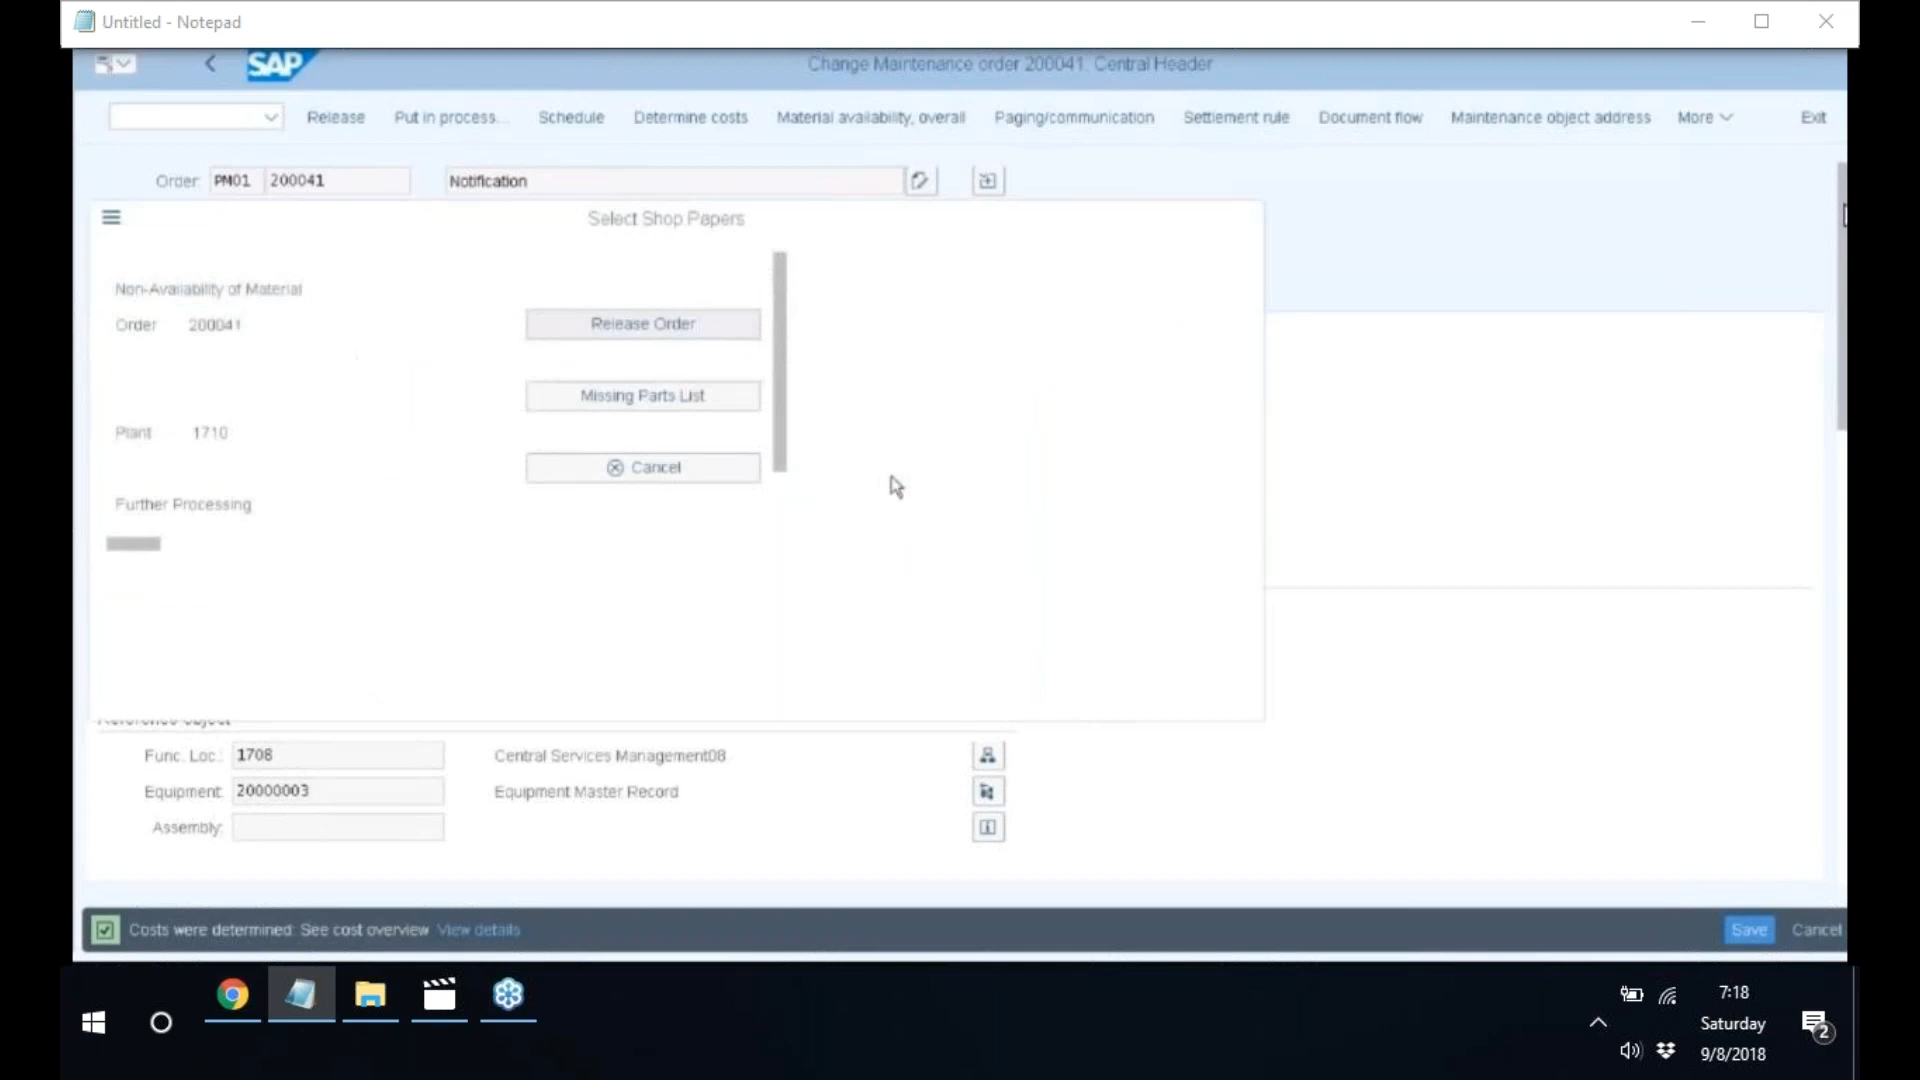 Untitled - Notepad
SAP
Change Maintenance order 200041: Central Header
Release Put in process... Schedule Determine costs Material availability, overall Paging/communication Settlement rule Document flow Maintenance object address More Exit
Order: PM01 200041 Notification
Select Shop Papers
Non-Availability of Material
Order 200041 Release Order
Missing Parts List
Plant 1710
Cancel
Further Processing
Reference object
Func. Loc.: 1708 Central Services Management08
Equipment: 20000003 Equipment Master Record
Assembly:
Costs were determined: See cost overview View details Save Cancel
7:18
Saturday
9/8/2018
2